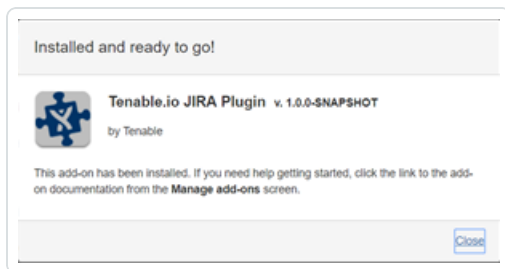 Installed and ready to go!
Tenable.io JIRA Plugin v. 1.0.0-SNAPSHOT
by Tenable
This add-on has been installed. If you need help getting started, click the link to the add-
on documentation from the Manage add-ons screen.
Close